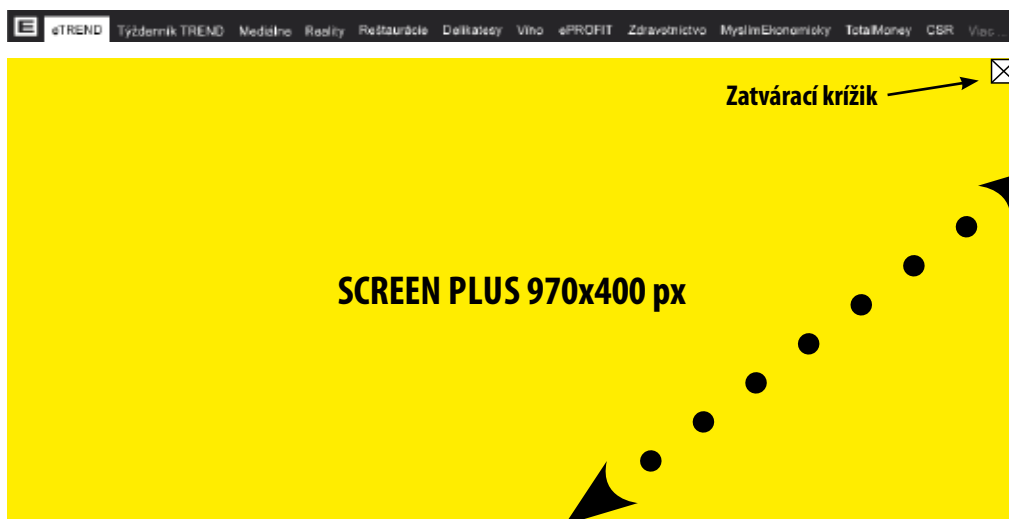 E eTREND Týždenník TREND Mediálne Reality Reštaurácie Delikatesy Víno ePROFIT Zdravotníctvo MyslímEkonomicky TotalMoney CSR Viac ...
Zatvárací krížik
SCREEN PLUS 970x400 px